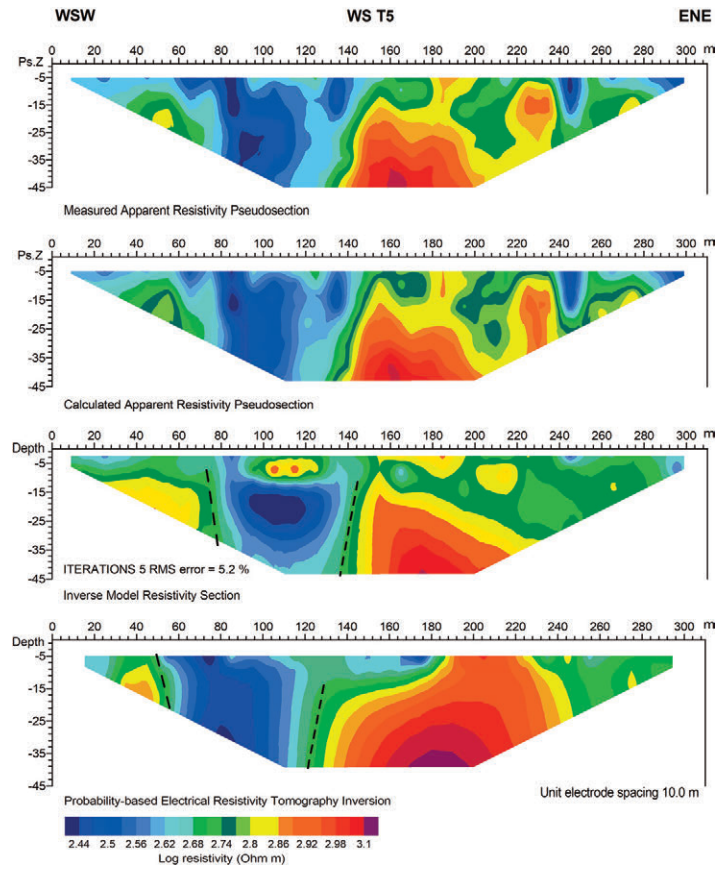 WSW WS T5 ENE
0 20 40 60 80 100 120 140 160 180 200 220 240 260 280 300 m
Ps.Z
-5
-15
-25
-35
-45
Measured Apparent Resistivity Pseudosection
0 20 40 60 80 100 120 140 160 180 200 220 240 260 280 300 m
Ps.Z
-5
-15
-25
-35
-45
Calculated Apparent Resistivity Pseudosection
0 20 40 60 80 100 120 140 160 180 200 220 240 260 280 300 m
Depth
-5
-15
-25
-35
-45
ITERATIONS 5 RMS error = 5.2 %
Inverse Model Resistivity Section
0 20 40 60 80 100 120 140 160 180 200 220 240 260 280 300 m
Depth
-5
-15
-25
-35
-45
Unit electrode spacing 10.0 m
Probability-based Electrical Resistivity Tomography Inversion
2.44 2.5 2.56 2.62 2.68 2.74 2.8 2.86 2.92 2.98 3.1
Log resistivity (Ohm m)